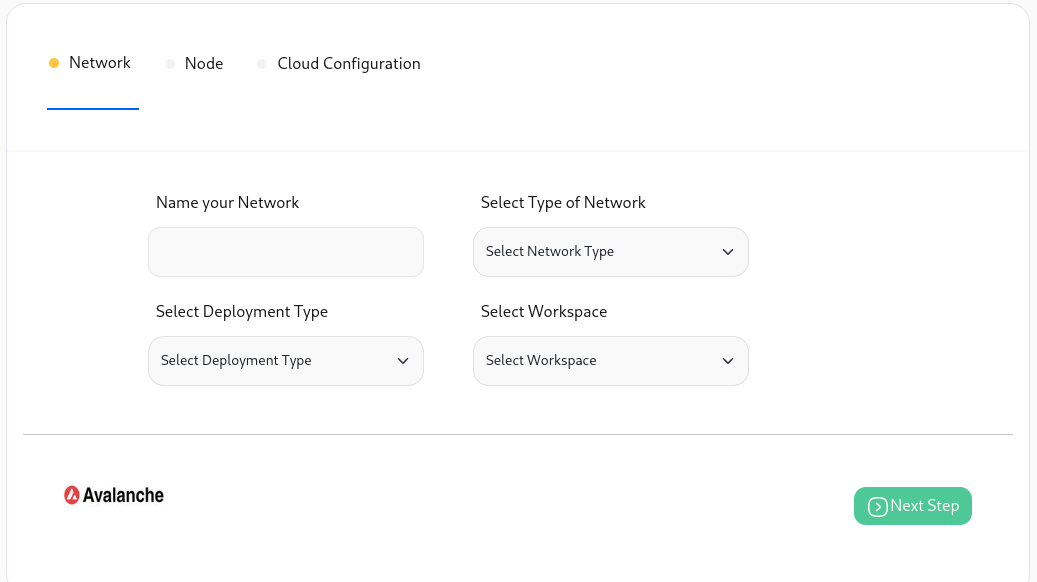 Network Node Cloud Configuration
Name your Network Select Type of Network
Select Network Type
Select Deployment Type Select Workspace
Select Deployment Type Select Workspace
Avalanche
Next Step